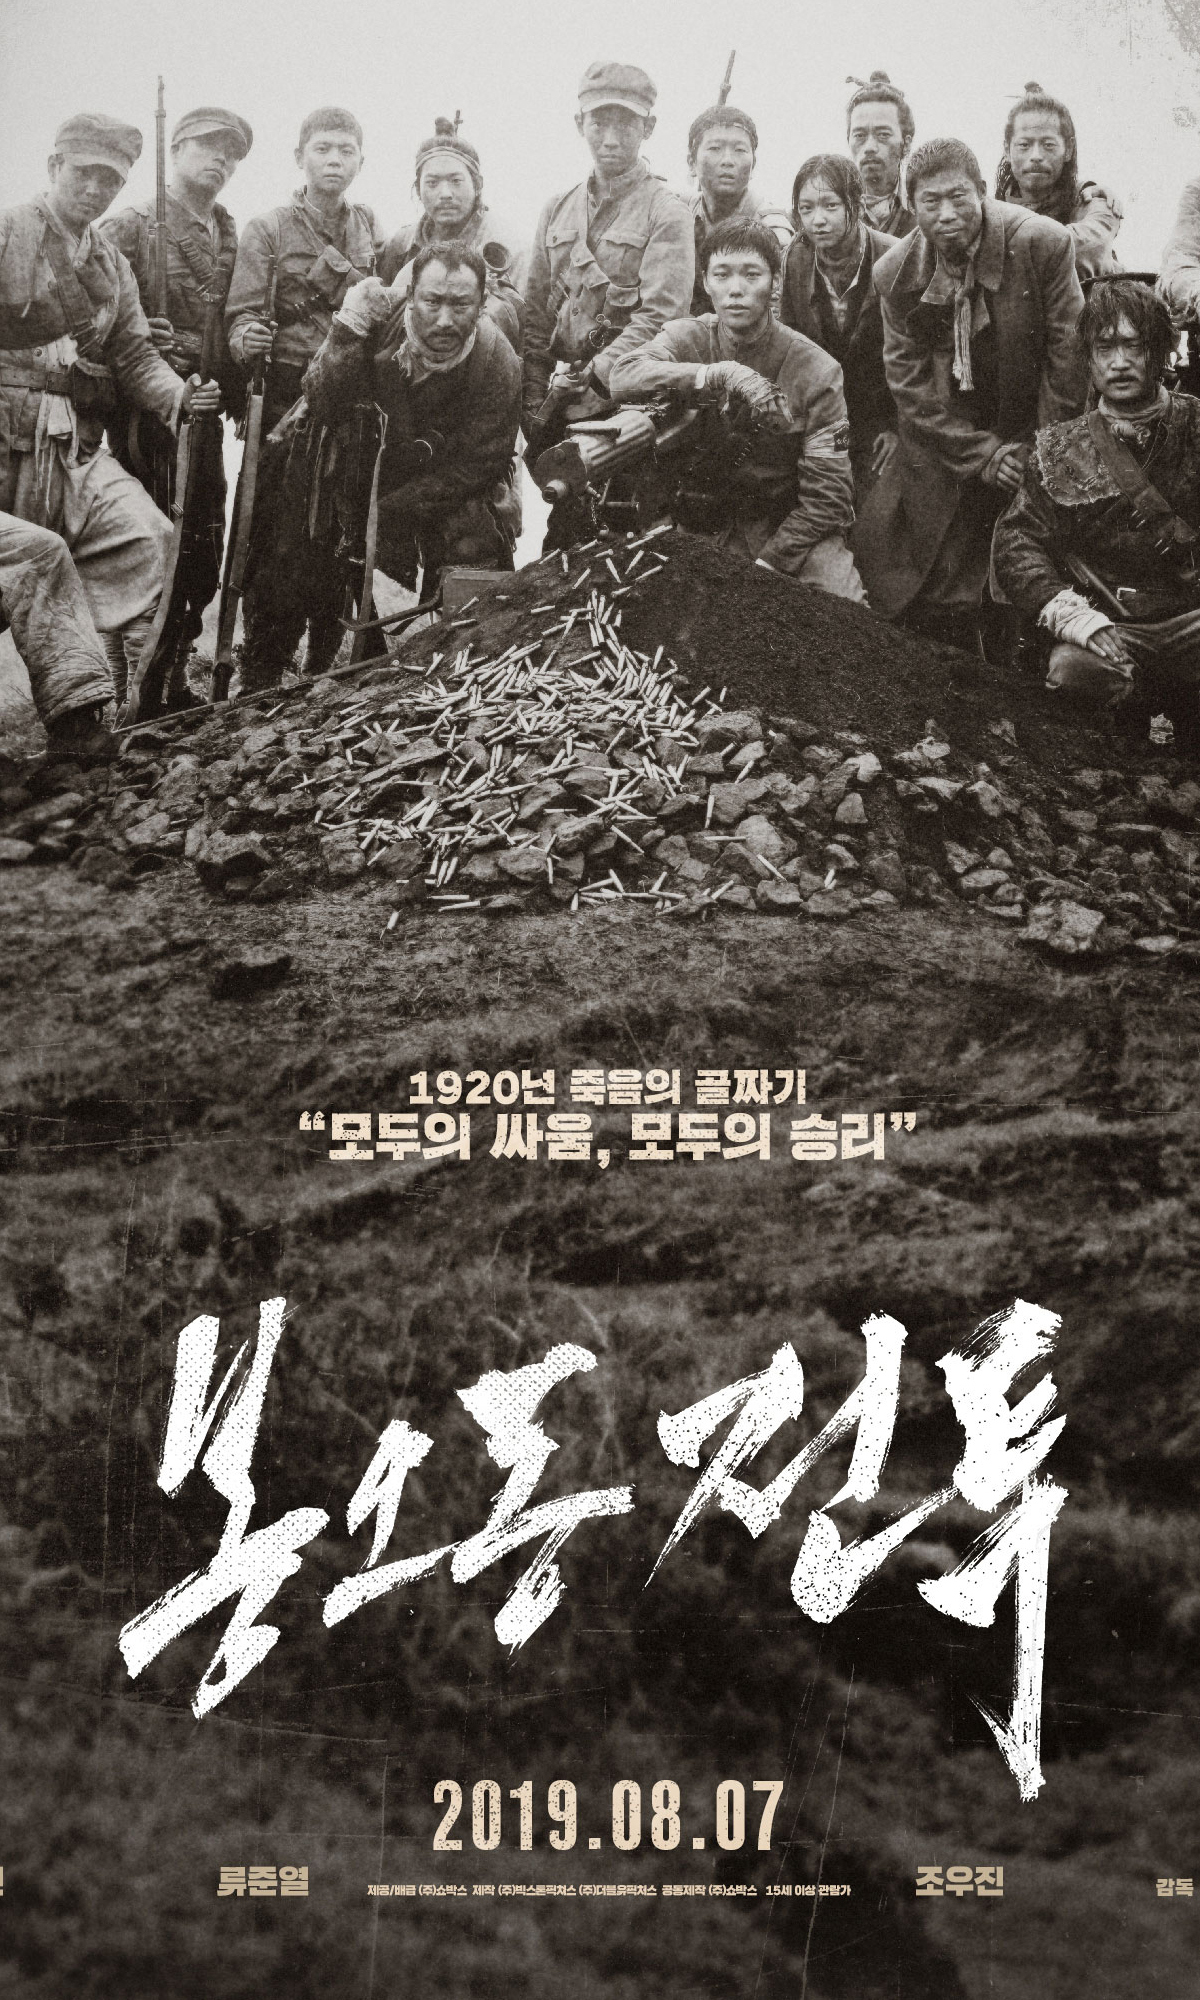 1920년 죽음의 골짜기
“모두의 싸움, 모두의 승리”
봉오동 전투
2019.08.07
류준열
제공/배급 (주)쇼박스 제작 (주)빅스톤픽쳐스 (주)더블유픽처스 공동제작 (주)쇼박스 15세 이상 관람가
조우진
감독